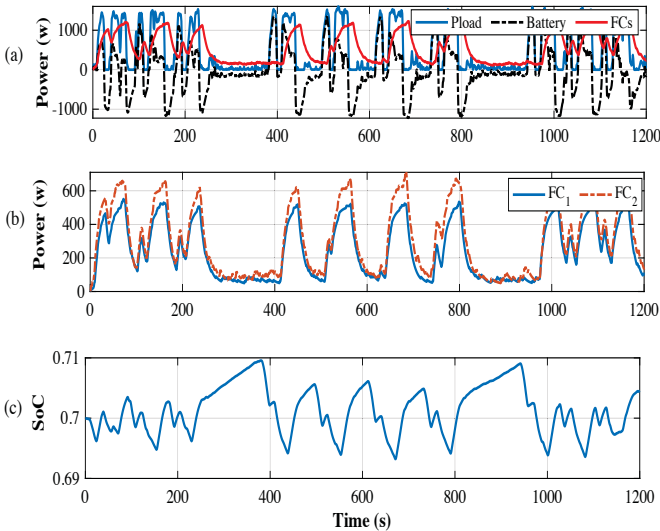 (a)
Power (w)
1000
0
-1000
Pload Battery FCs
0 200 400 600 800 1000 1200
(b)
Power (w)
600
400
200
0
FC1 FC2
0 200 400 600 800 1000 1200
(c)
SoC
0.71
0.7
0.69
0 200 400 600 800 1000 1200
Time (s)